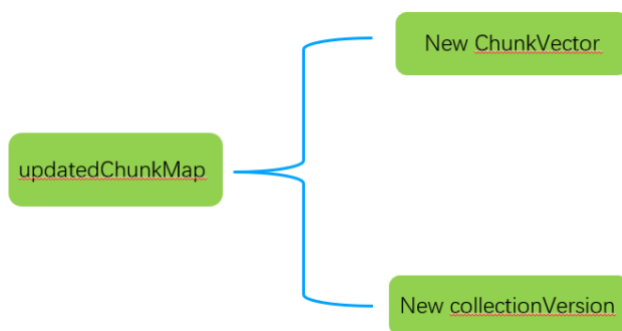 New ChunkVector
updatedChunkMap
New collectionVersion